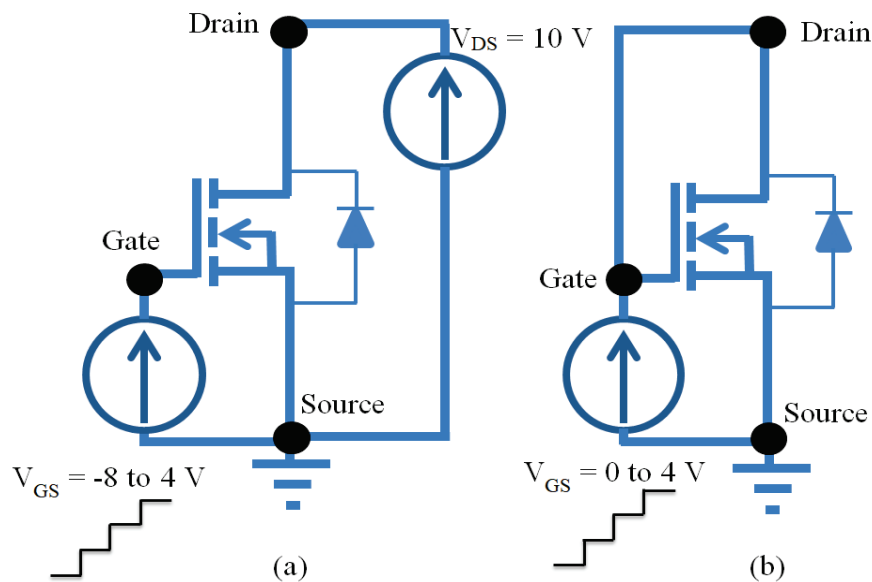 Drain
V_DS = 10 V
Gate
Source
V_GS = -8 to 4 V
(a)
Drain
Gate
Source
V_GS = 0 to 4 V
(b)